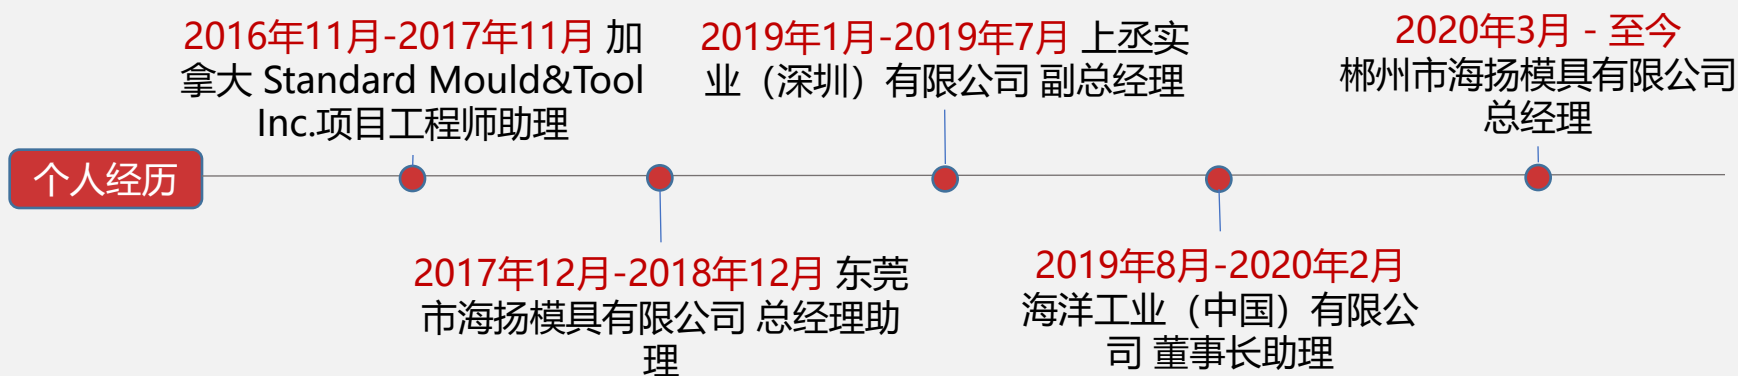 个人经历
2016年11月-2017年11月 加
拿大 Standard Mould&Tool
Inc.项目工程师助理
2017年12月-2018年12月 东莞
市海扬模具有限公司 总经理助
理
2019年1月-2019年7月 上丞实
业（深圳）有限公司 副总经理
2019年8月-2020年2月
海洋工业（中国）有限公
司 董事长助理
2020年3月 - 至今
郴州市海扬模具有限公司
总经理